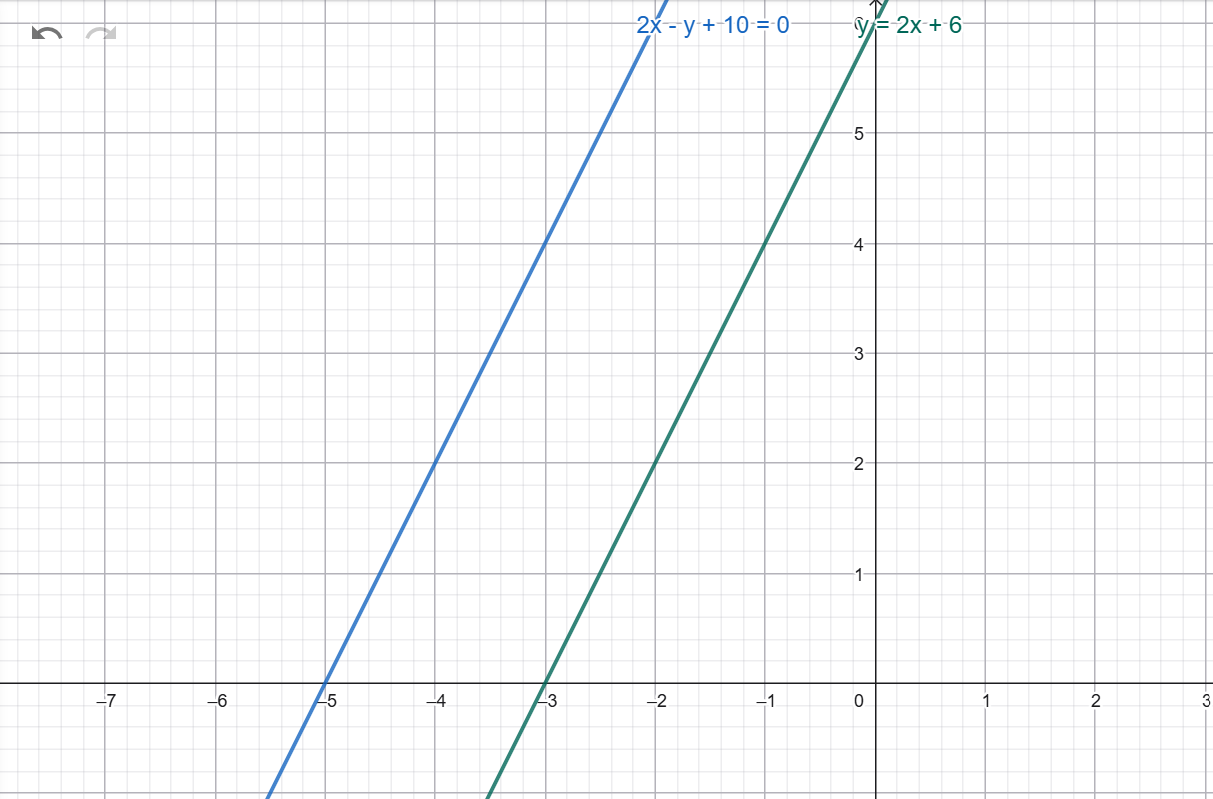 2x - y + 10 = 0
y = 2x + 6
5
4
3
2
1
–7 –6 –5 –4 –3 –2 –1 0 1 2 3